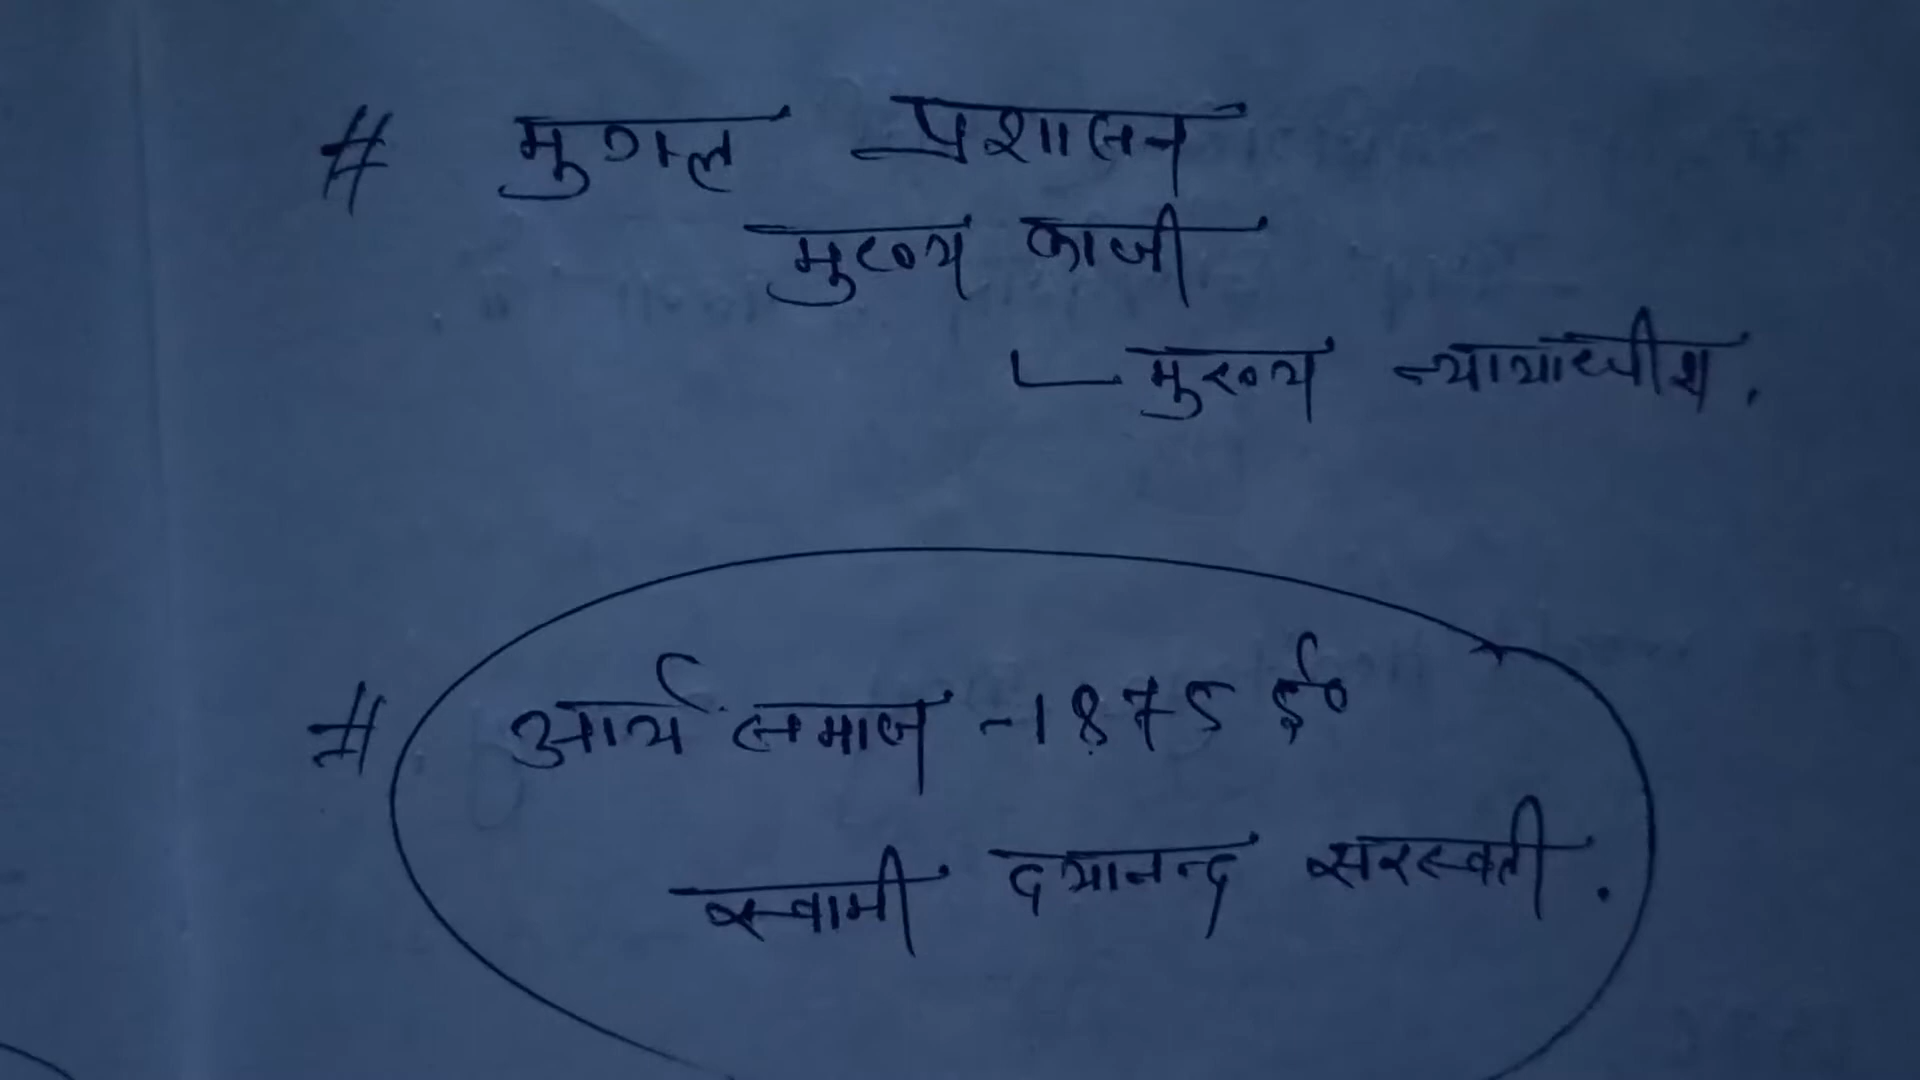 # मुगल प्रशासन
मुख्य काजी
मुख्य न्यायाधीश.
# आर्य समाज -1875 ई०
स्वामी दयानन्द सरस्वती.